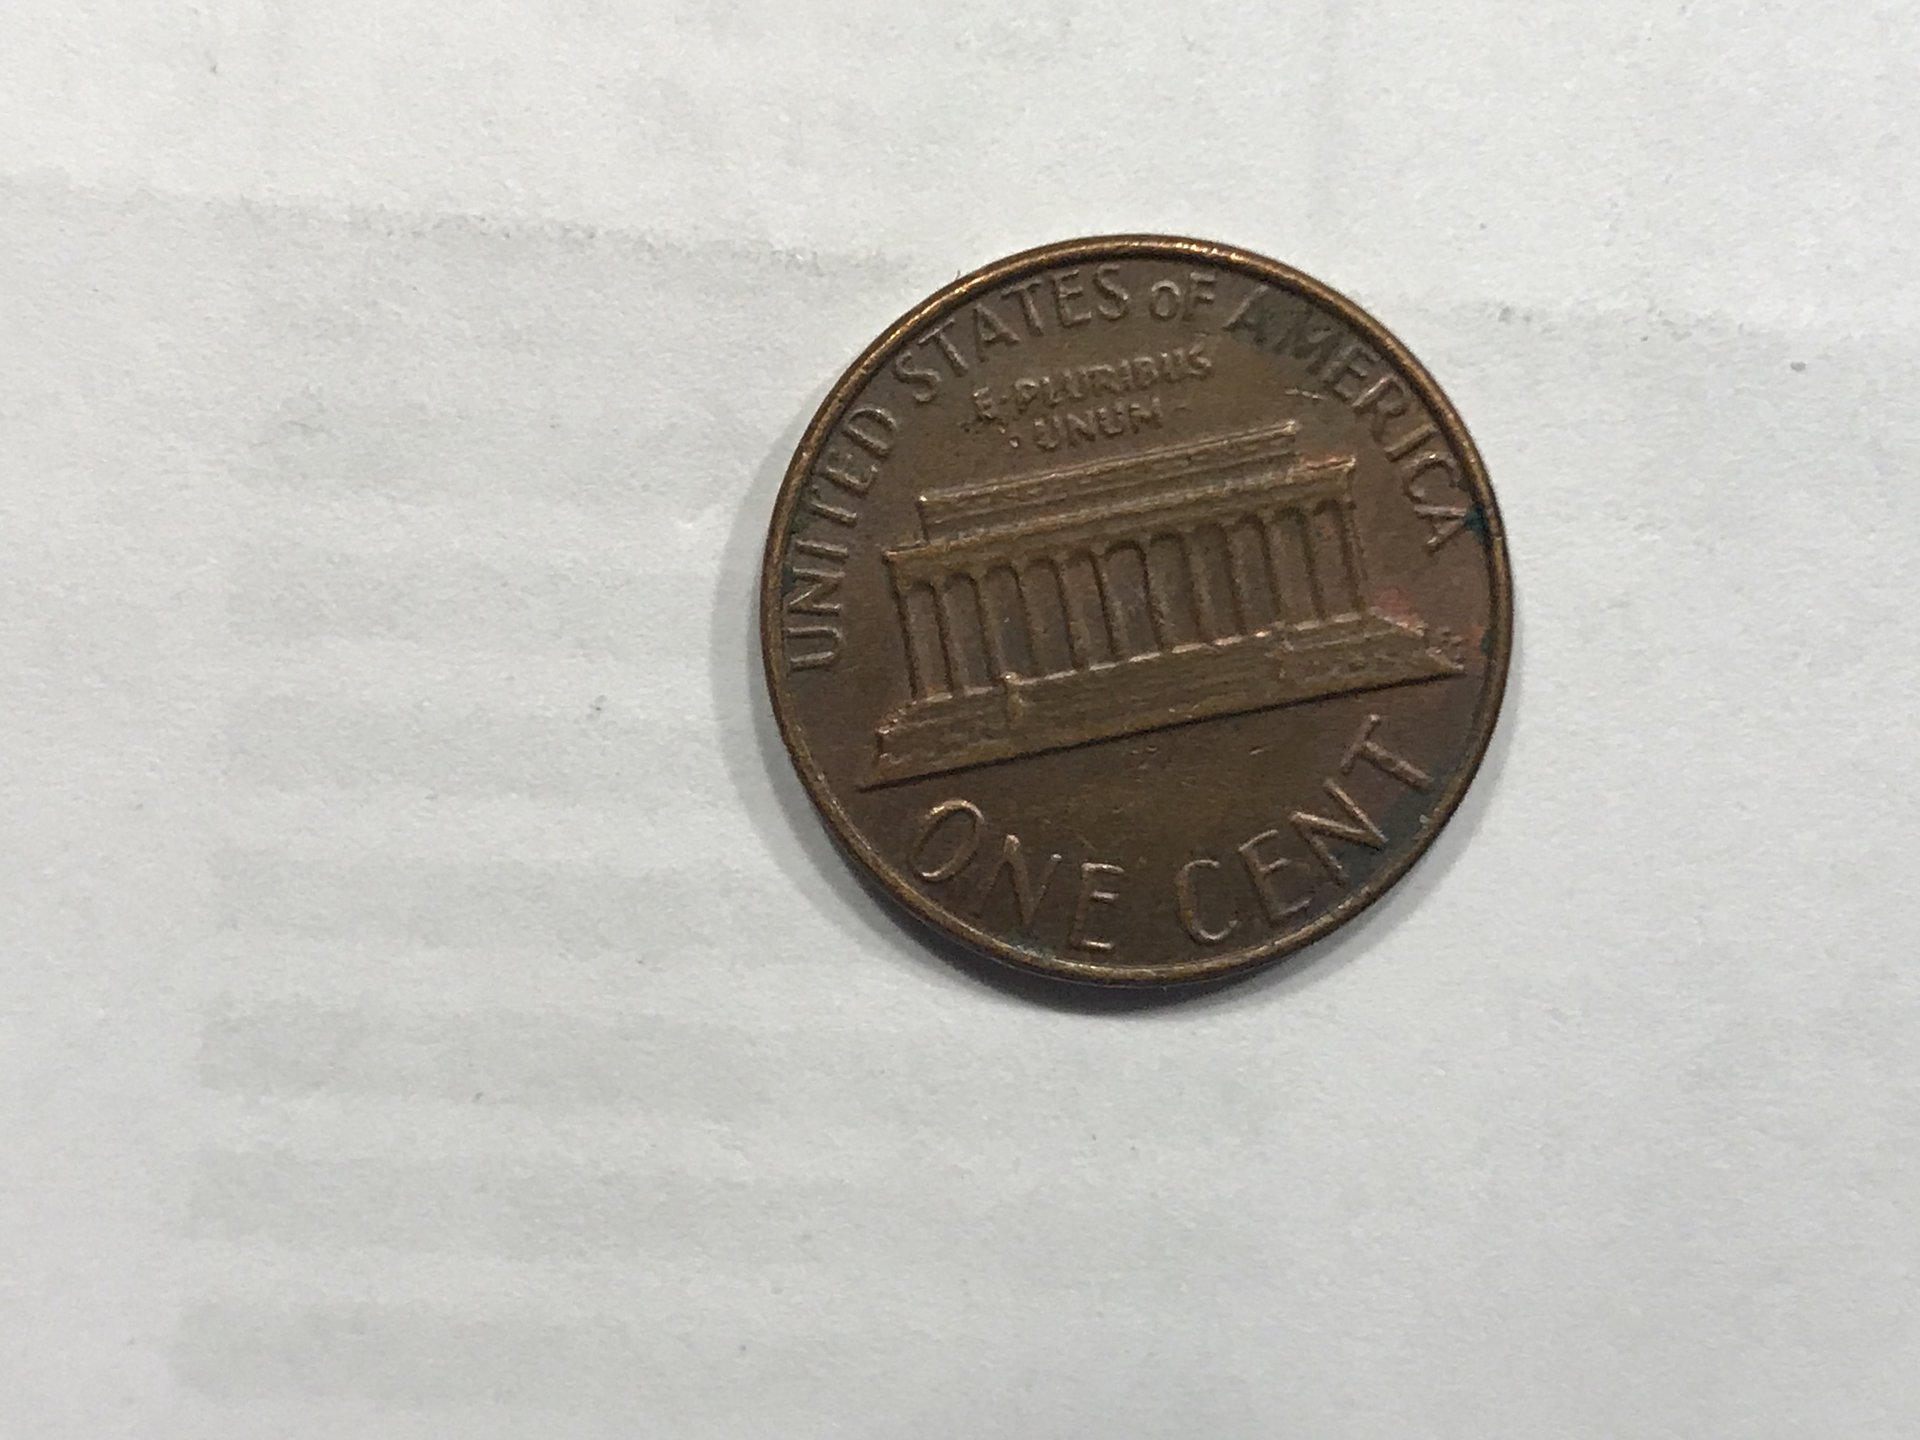 UNITED STATES OF AMERICA
E·PLURIBUS
·UNUM·
ONE CENT